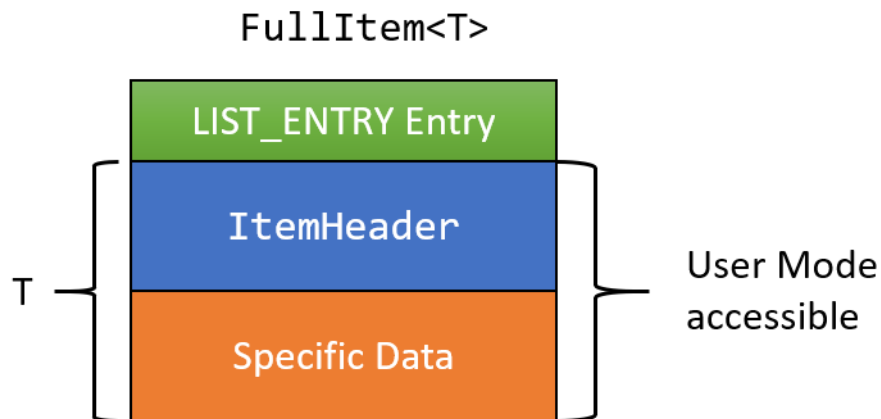 FullItem<T>
LIST_ENTRY Entry
ItemHeader
T
User Mode
accessible
Specific Data